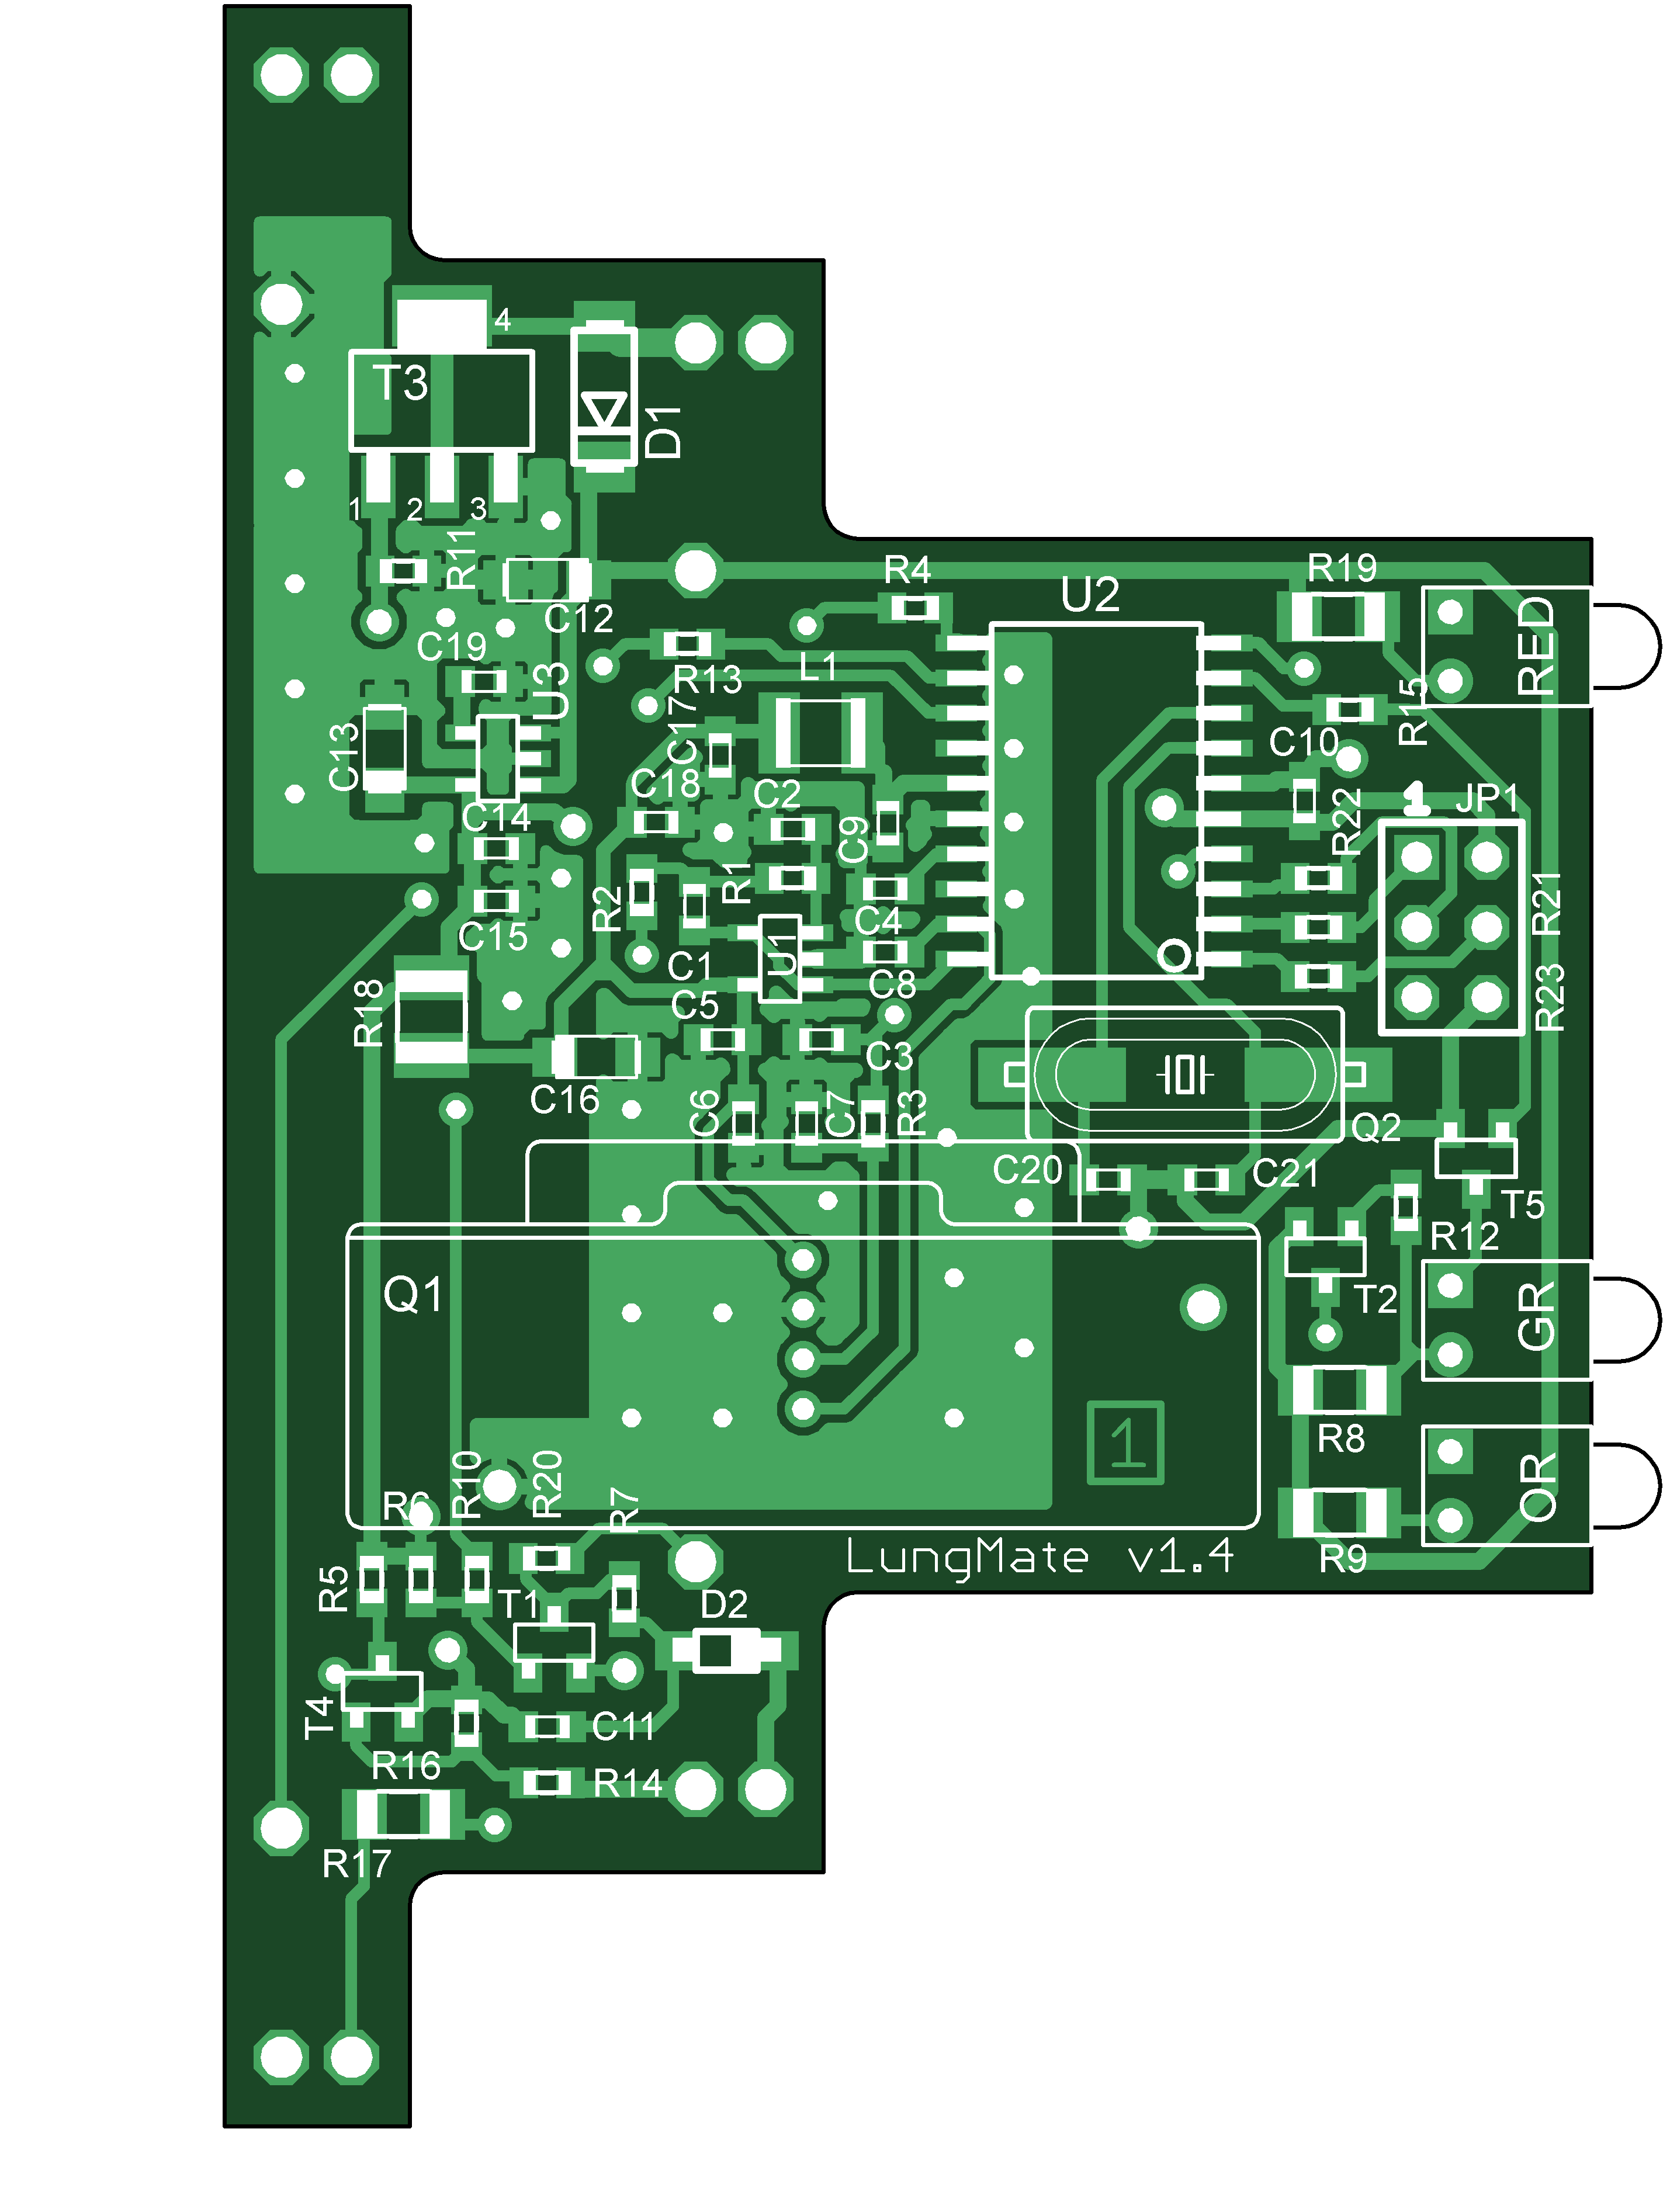 4
T3
D1
1
2
3
R11
C12
C19
U3
C13
C14
C15
R18
C16
R4
R13
L1
C17
C18
C2
C9
R1
R2
C4
C1
U1
C8
C5
C3
C6
C7
R3
U2
R19
RED
R15
C10
R22
1
JP1
R21
R23
Q2
C20
C21
T5
R12
T2
GR
R8
OR
R9
Q1
1
R10
R20
R6
R7
LungMate v1.4
R5
T1
D2
T4
C11
R16
R14
R17